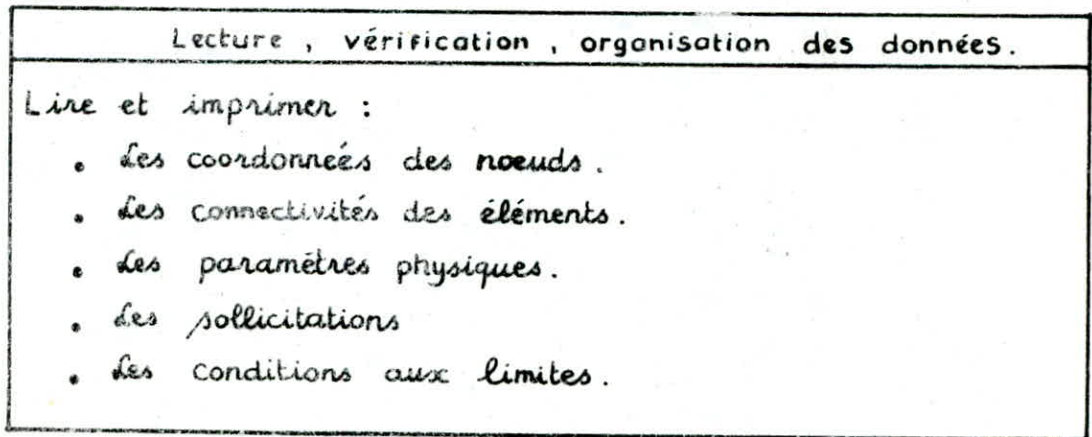 Lecture , vérification , organisation des données.
Lire et imprimer :
• Les coordonnées des nœuds.
• Les connectivités des éléments.
• Les paramètres physiques.
• Les sollicitations
• Les conditions aux limites.